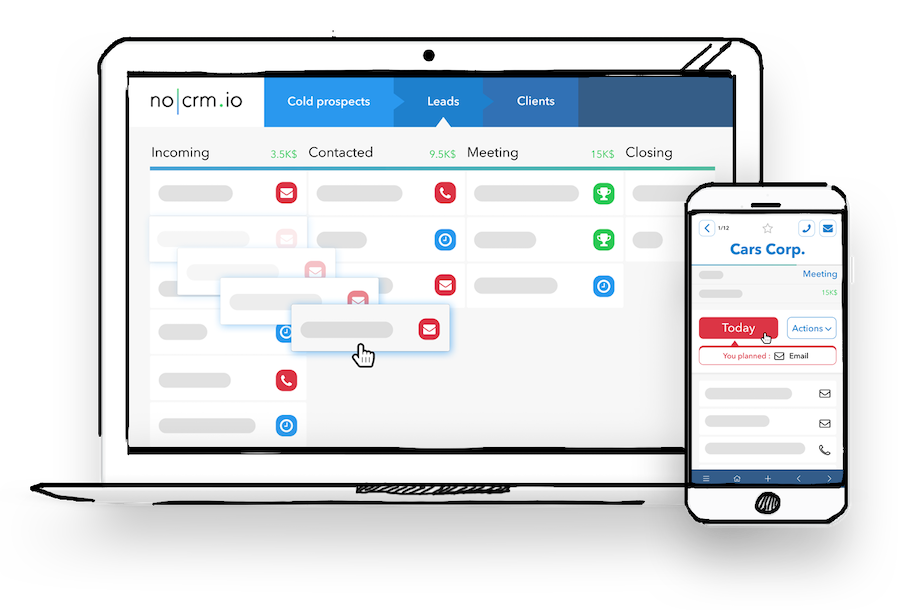 no|crm.io
Cold prospects
Leads
Clients
Incoming
3.5K$
Contacted
9.5K$
Meeting
15K$
Closing
1/12
Cars Corp.
Meeting
15K$
Today
Actions
You planned : Email